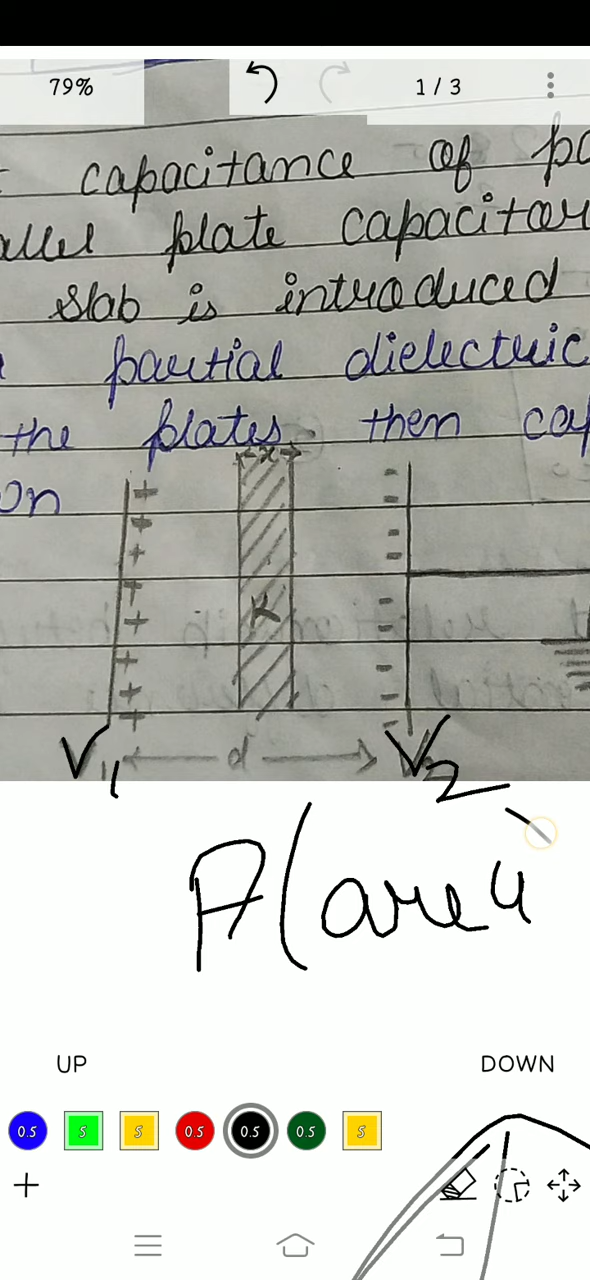 79%
1 / 3
capacitance of pa
allel plate capacitor
slab is introduced
partial dielectric
the plates then cap
on
x
K
V1 d V2
A(area
UP DOWN
0.5 5 5 0.5 0.5 0.5 5